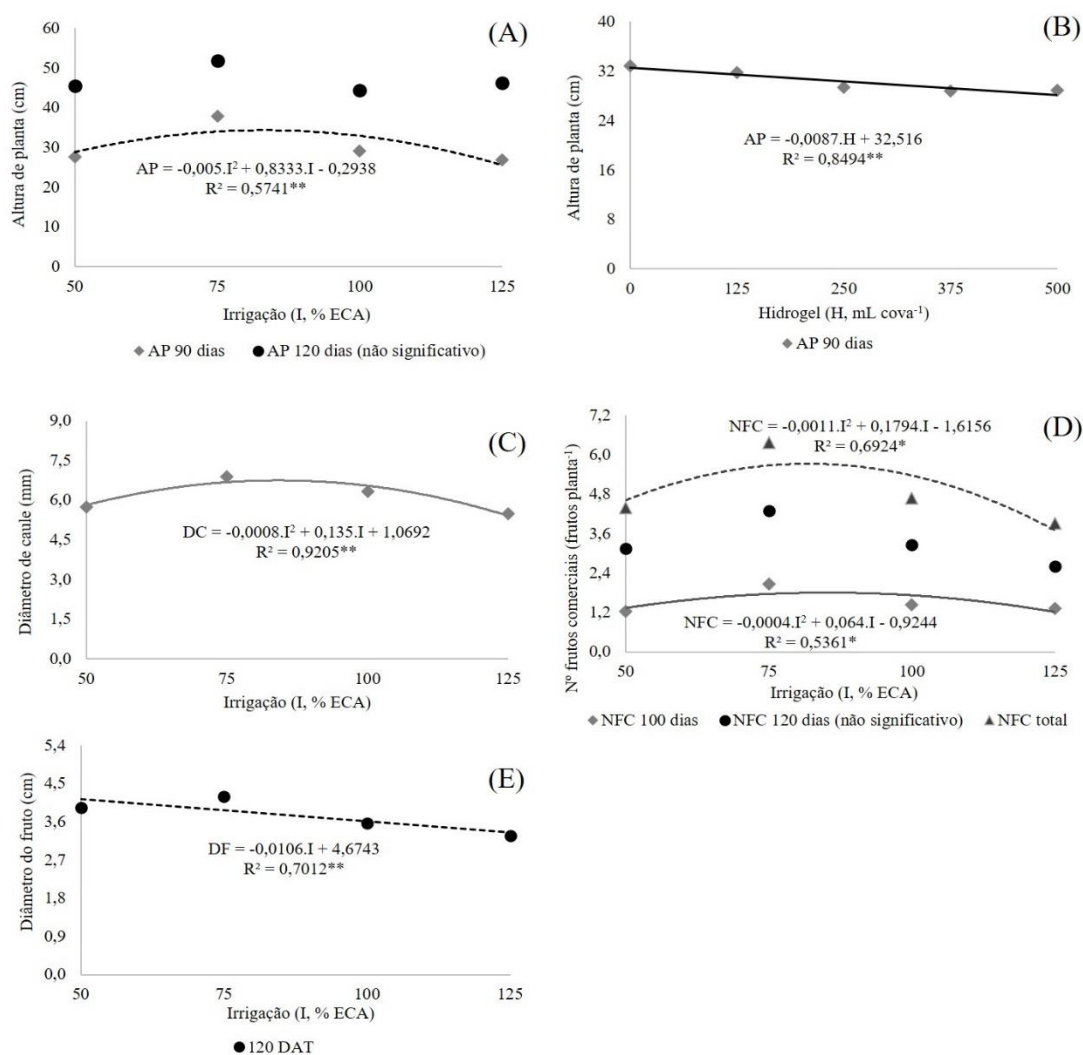 (A)
Altura de planta (cm)
60
50
40
30
20
10
0
AP = -0,005.I² + 0,8333.I - 0,2938
R² = 0,5741**
50 75 100 125
Irrigação (I, % ECA)
AP 90 dias AP 120 dias (não significativo)
(B)
Altura de planta (cm)
40
32
24
16
8
0
AP = -0,0087.H + 32,516
R² = 0,8494**
0 125 250 375 500
Hidrogel (H, mL cova⁻¹)
AP 90 dias
(C)
Diâmetro de caule (mm)
9,0
7,5
6,0
4,5
3,0
1,5
0,0
DC = -0,0008.I² + 0,135.I + 1,0692
R² = 0,9205**
50 75 100 125
Irrigação (I, % ECA)
(D)
Nº frutos comerciais (frutos planta⁻¹)
7,2
6,0
4,8
3,6
2,4
1,2
0,0
NFC = -0,0011.I² + 0,1794.I - 1,6156
R² = 0,6924*
NFC = -0,0004.I² + 0,064.I - 0,9244
R² = 0,5361*
50 75 100 125
Irrigação (I, % ECA)
NFC 100 dias NFC 120 dias (não significativo) NFC total
(E)
Diâmetro do fruto (cm)
5,4
4,5
3,6
2,7
1,8
0,9
0,0
DF = -0,0106.I + 4,6743
R² = 0,7012**
50 75 100 125
Irrigação (I, % ECA)
120 DAT